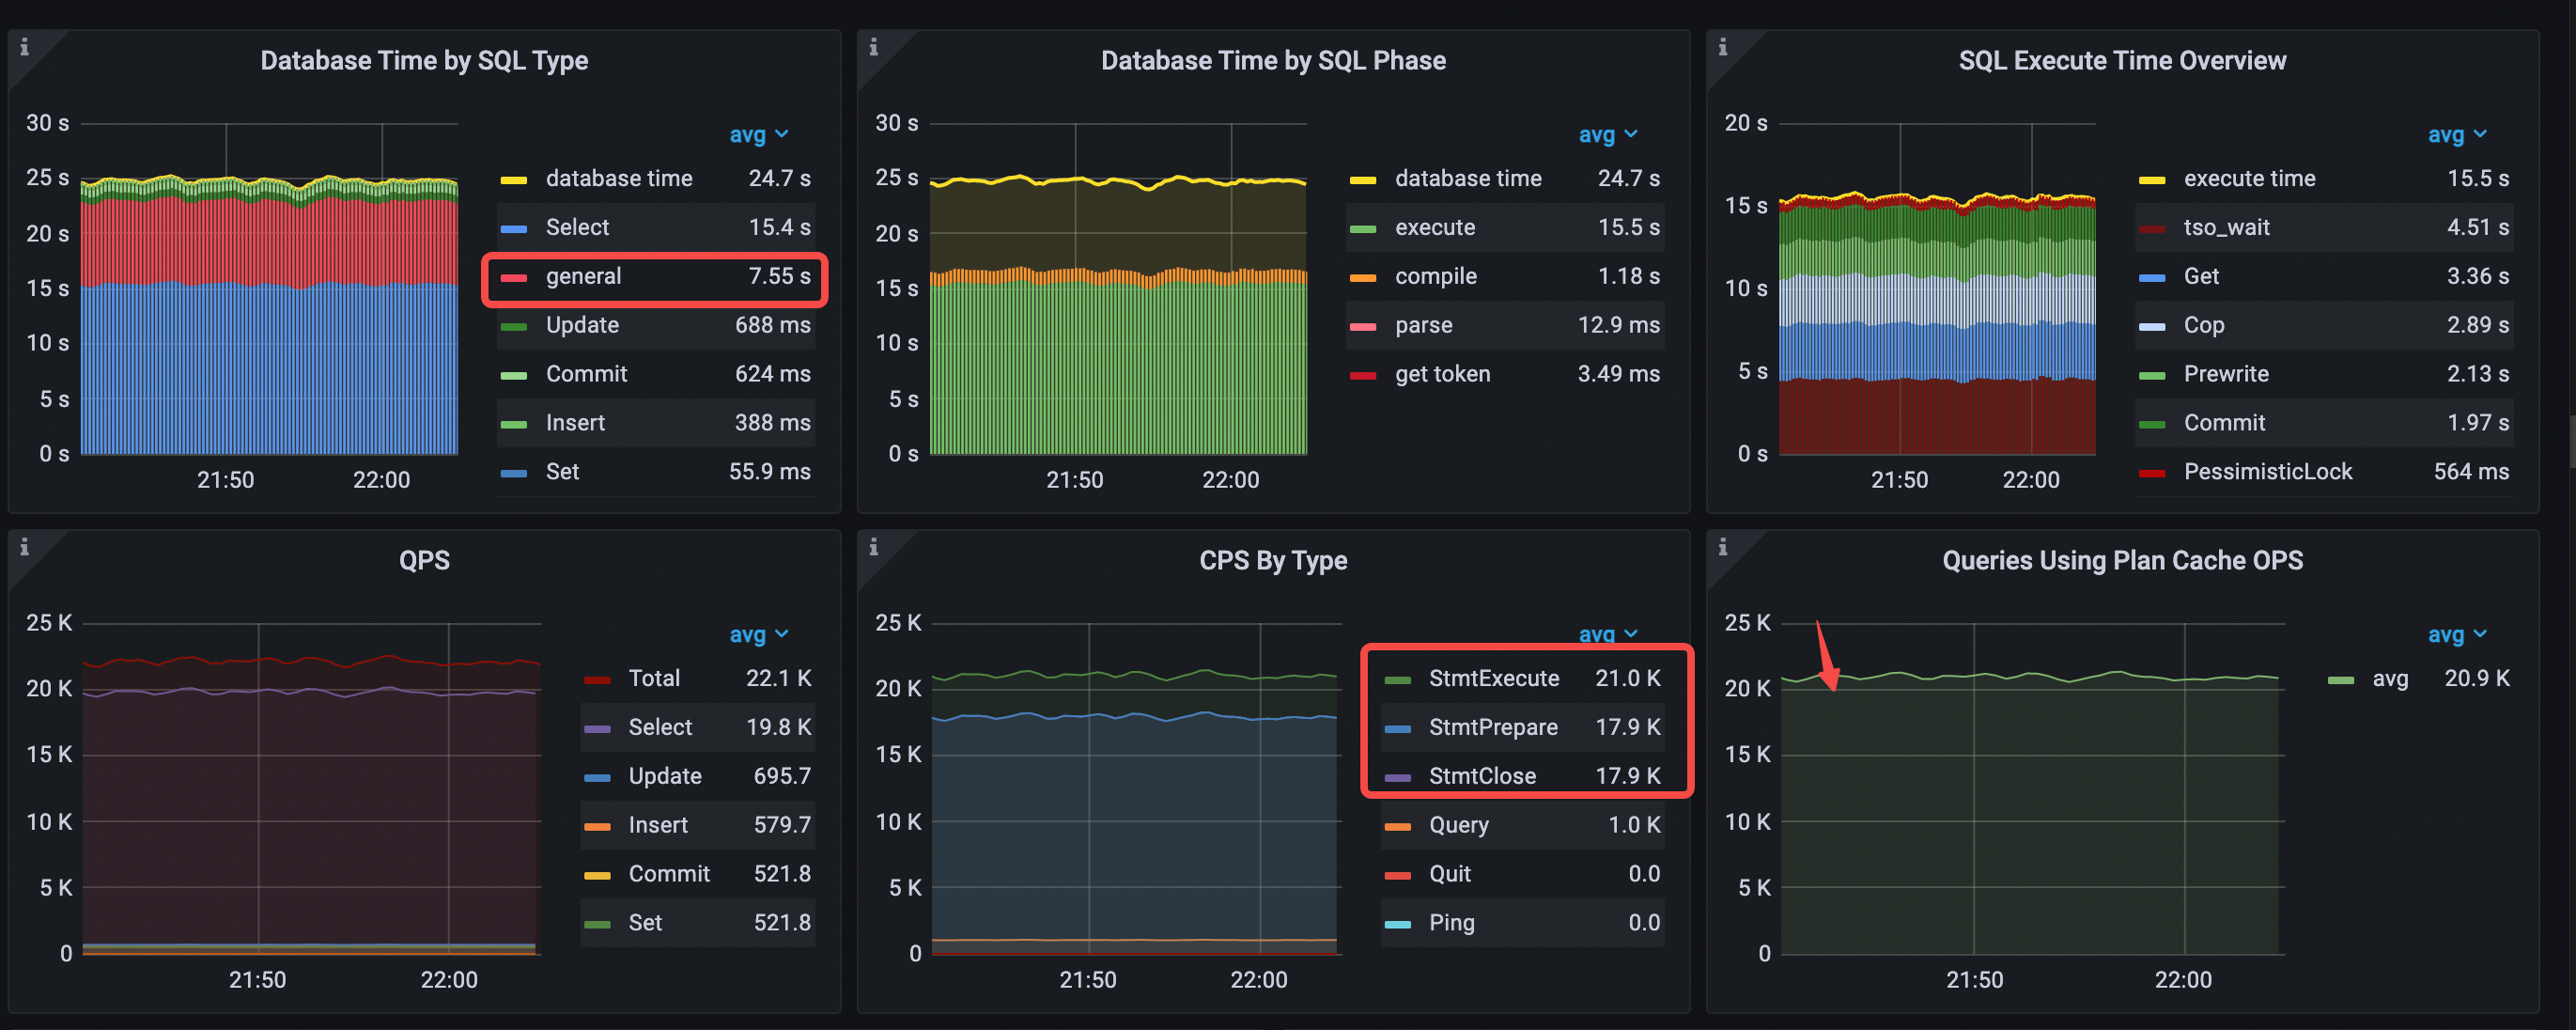 Database Time by SQL Type
30 s
25 s
20 s
15 s
10 s
5 s
0 s
21:50
22:00
avg
database time 24.7 s
Select 15.4 s
general 7.55 s
Update 688 ms
Commit 624 ms
Insert 388 ms
Set 55.9 ms
Database Time by SQL Phase
30 s
25 s
20 s
15 s
10 s
5 s
0 s
21:50
22:00
avg
database time 24.7 s
execute 15.5 s
compile 1.18 s
parse 12.9 ms
get token 3.49 ms
SQL Execute Time Overview
20 s
15 s
10 s
5 s
0 s
21:50
22:00
avg
execute time 15.5 s
tso_wait 4.51 s
Get 3.36 s
Cop 2.89 s
Prewrite 2.13 s
Commit 1.97 s
PessimisticLock 564 ms
QPS
25 K
20 K
15 K
10 K
5 K
0
21:50
22:00
avg
Total 22.1 K
Select 19.8 K
Update 695.7
Insert 579.7
Commit 521.8
Set 521.8
CPS By Type
25 K
20 K
15 K
10 K
5 K
0
21:50
22:00
avg
StmtExecute 21.0 K
StmtPrepare 17.9 K
StmtClose 17.9 K
Query 1.0 K
Quit 0.0
Ping 0.0
Queries Using Plan Cache OPS
25 K
20 K
15 K
10 K
5 K
0
21:50
22:00
avg
avg 20.9 K